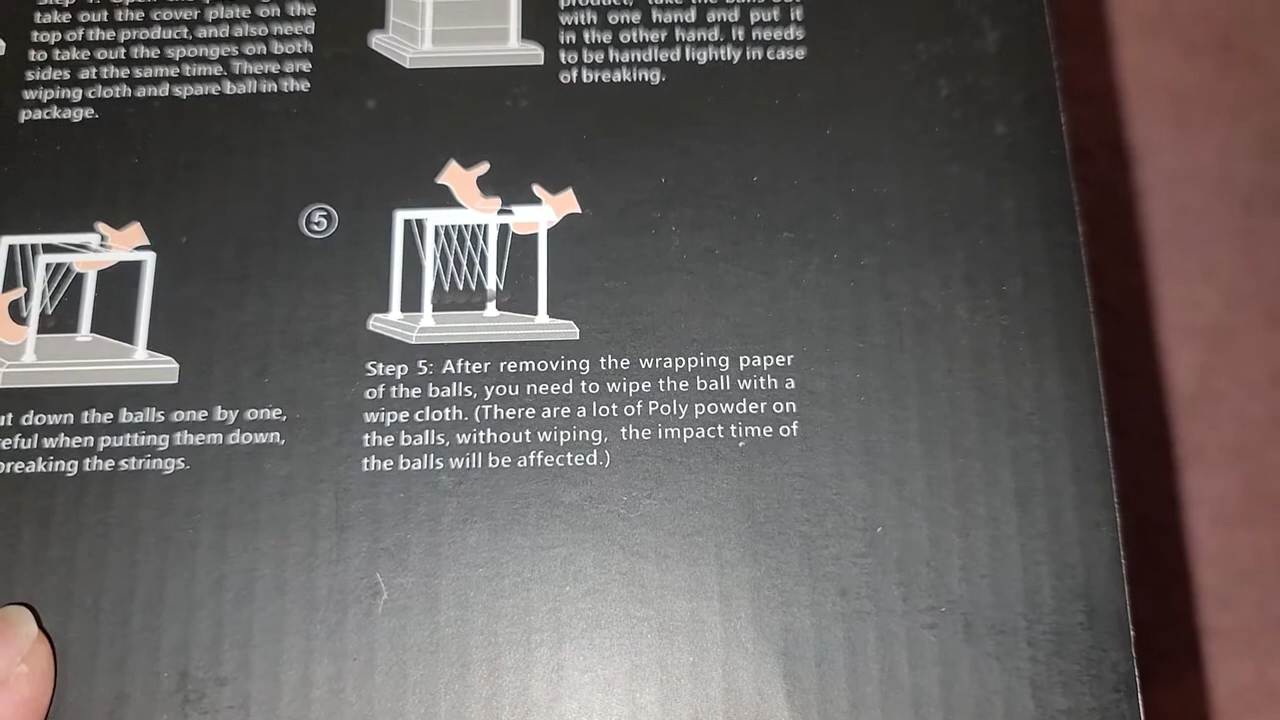 take out the cover plate on the
top of the product, and also need
to take out the sponges on both
sides at the same time. There are
wiping cloth and spare ball in the
package.
with one hand and put it
in the other hand. It needs
to be handled lightly in case
of breaking.
down the balls one by one,
when putting them down,
breaking the strings.
5
Step 5: After removing the wrapping paper
of the balls, you need to wipe the ball with a
wipe cloth. (There are a lot of Poly powder on
the balls, without wiping, the impact time of
the balls will be affected.)